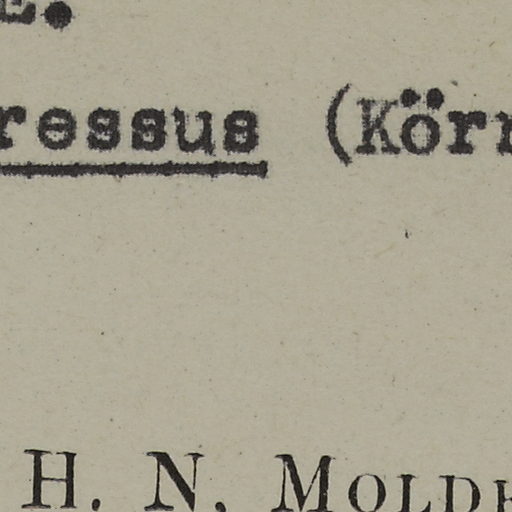 E.
ressus (Körn
H. N. MOLDE